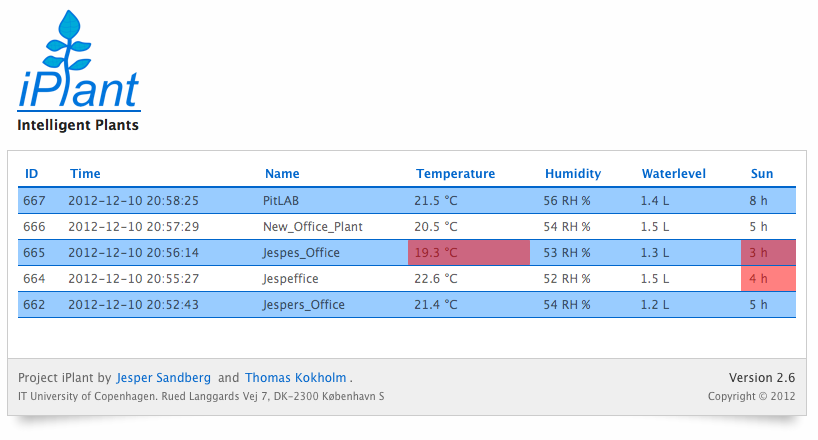 iPlant
Intelligent Plants
ID Time Name Temperature Humidity Waterlevel Sun
667 2012-12-10 20:58:25 PitLAB 21.5 °C 56 RH % 1.4 L 8 h
666 2012-12-10 20:57:29 New_Office_Plant 20.5 °C 54 RH % 1.5 L 5 h
665 2012-12-10 20:56:14 Jespes_Office 19.3 °C 53 RH % 1.3 L 3 h
664 2012-12-10 20:55:27 Jespeffice 22.6 °C 52 RH % 1.5 L 4 h
662 2012-12-10 20:52:43 Jespers_Office 21.4 °C 54 RH % 1.2 L 5 h
Project iPlant by Jesper Sandberg and Thomas Kokholm . Version 2.6
IT University of Copenhagen. Rued Langgards Vej 7, DK-2300 København S Copyright © 2012